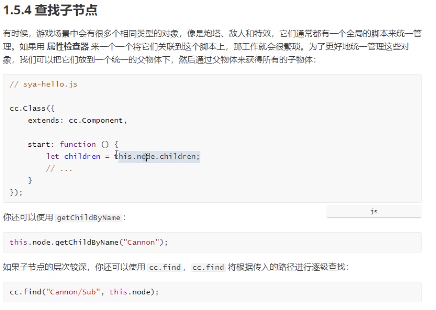 1.5.4 查找子节点
有时候，游戏场景中会有很多个相同类型的对象，像是炮塔、敌人和特效，它们通常都有一个全局的脚本来统一管
理。如果用 属性检查器 来一个一个将它们关联到这个脚本上，那工作就会很繁琐。为了更好地统一管理这些对
象，我们可以把它们放到一个统一的父物体下，然后通过父物体来获得所有的子物体：
// sya-hello.js
cc.Class({
extends: cc.Component,
start: function () {
let children = this.node.children;
// ...
}
});
js
你还可以使用 getChildByName：
this.node.getChildByName("Cannon");
如果子节点的层次较深，你还可以使用 cc.find，cc.find 将根据传入的路径进行逐级查找：
cc.find("Cannon/Sub", this.node);